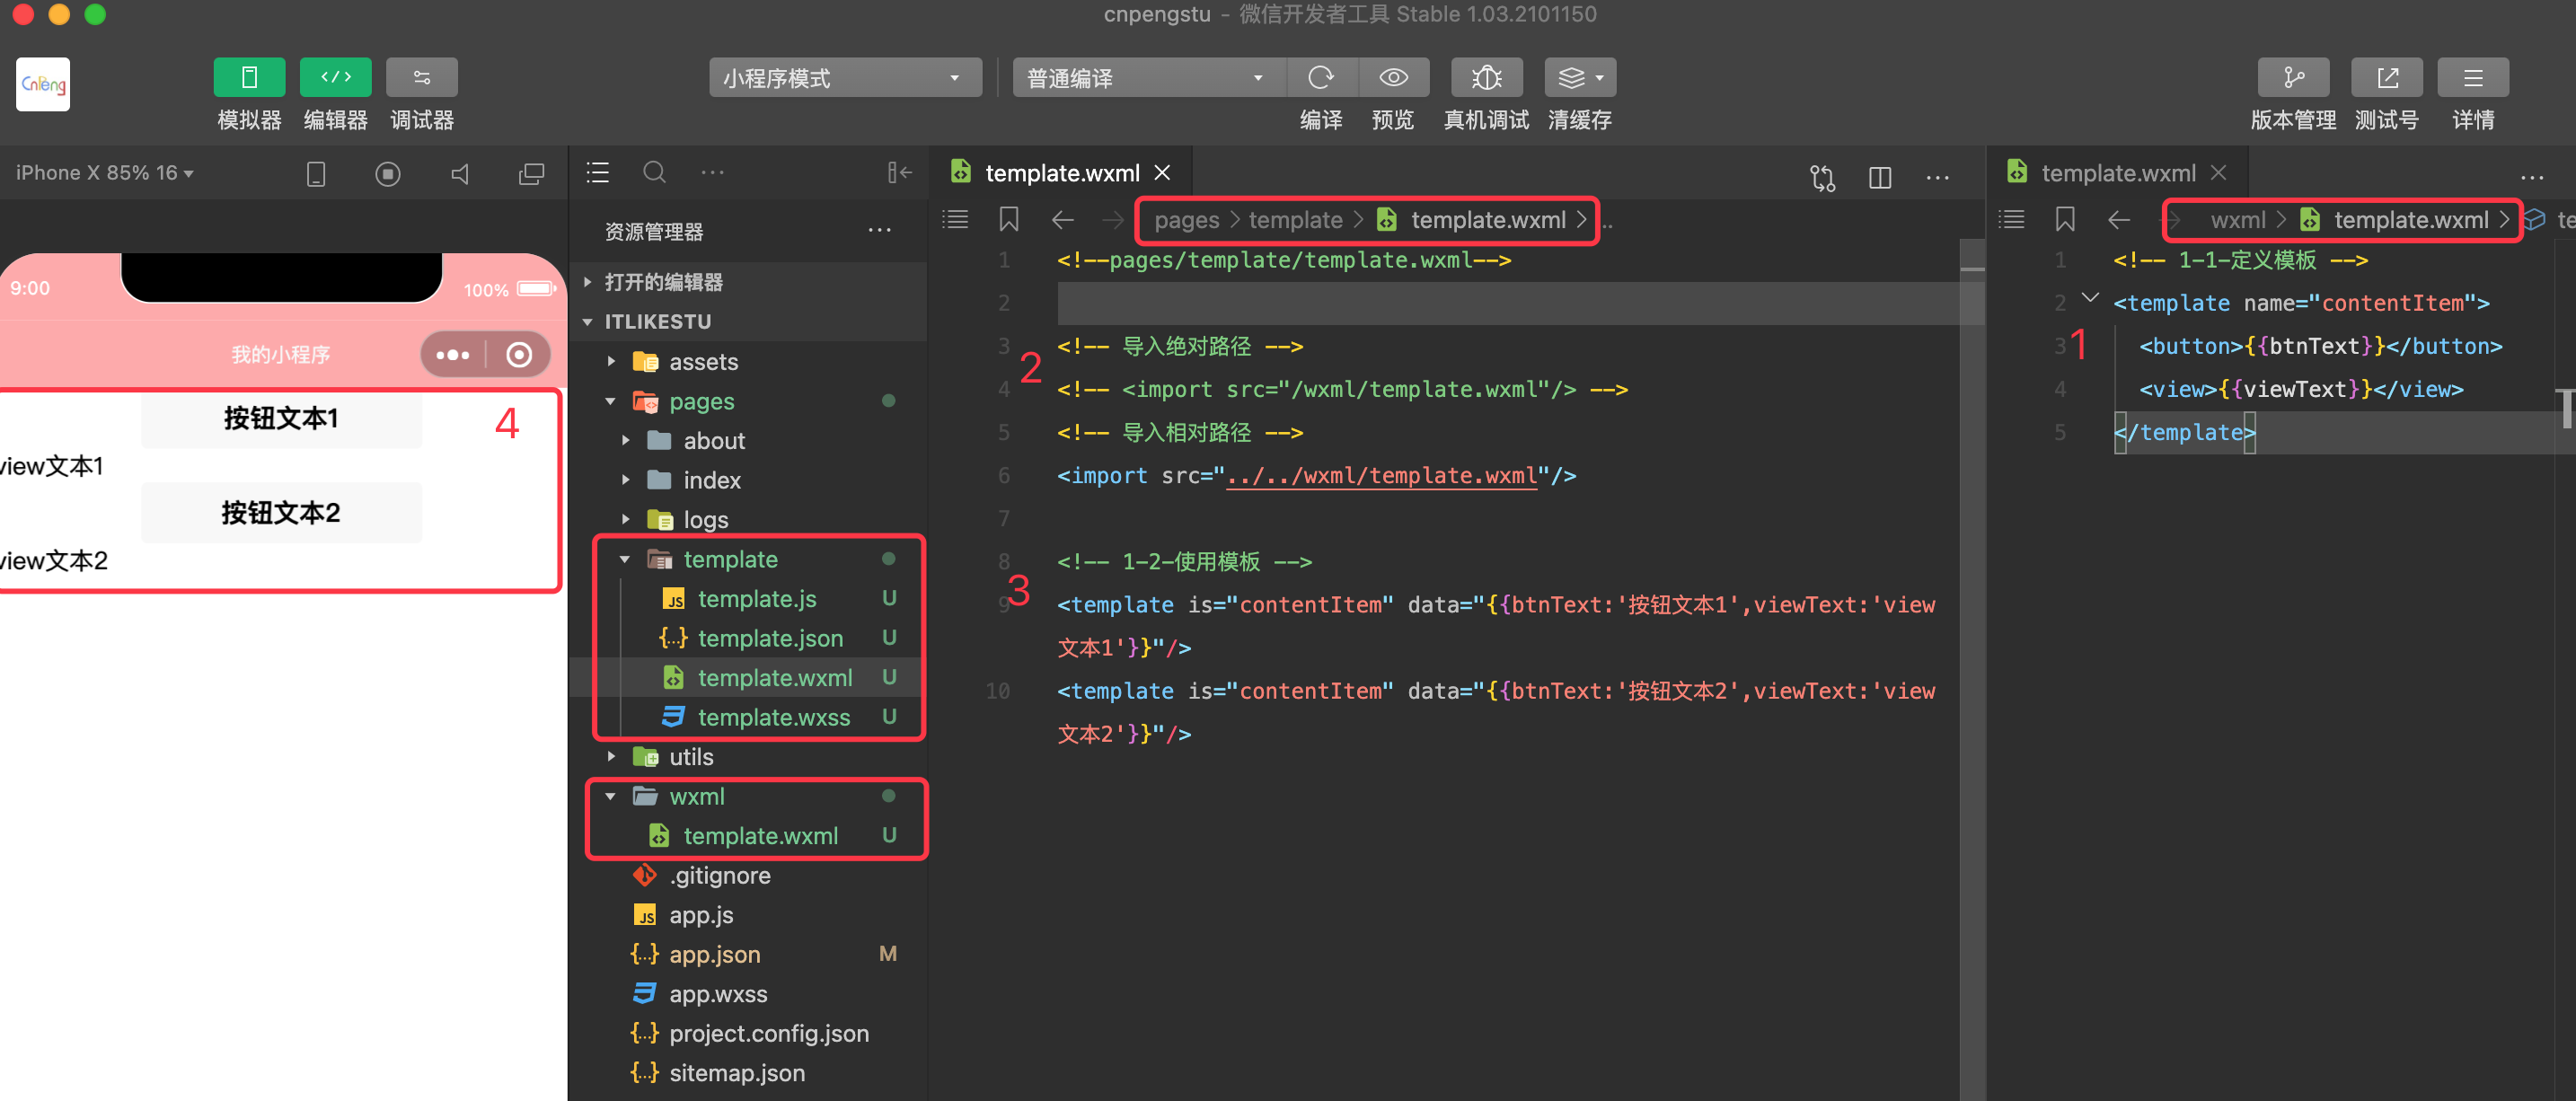 cnpengstu - 微信开发者工具 Stable 1.03.2101150
CnPeng
模拟器 编辑器 调试器
小程序模式
普通编译
编译 预览 真机调试 清缓存
版本管理 测试号 详情
iPhone X 85% 16
9:00
100%
我的小程序
4
按钮文本1
view文本1
按钮文本2
view文本2
资源管理器
打开的编辑器
ITLIKESTU
assets
pages
about
index
logs
template
template.js U
template.json U
template.wxml U
template.wxss U
utils
wxml
template.wxml U
.gitignore
app.js
app.json M
app.wxss
project.config.json
sitemap.json
template.wxml
pages > template > template.wxml > ..
1 <!--pages/template/template.wxml-->
2
3 <!-- 导入绝对路径 -->
2
4 <!-- <import src="/wxml/template.wxml"/> -->
5 <!-- 导入相对路径 -->
6 <import src="../../wxml/template.wxml"/>
7
8 <!-- 1-2-使用模板 -->
3
9 <template is="contentItem" data="{{btnText:'按钮文本1',viewText:'view
文本1'}}"/>
10 <template is="contentItem" data="{{btnText:'按钮文本2',viewText:'view
文本2'}}"/>
template.wxml
wxml > template.wxml > te
1 <!-- 1-1-定义模板 -->
2 <template name="contentItem">
3 <button>{{btnText}}</button>
1
4 <view>{{viewText}}</view>
5 </template>